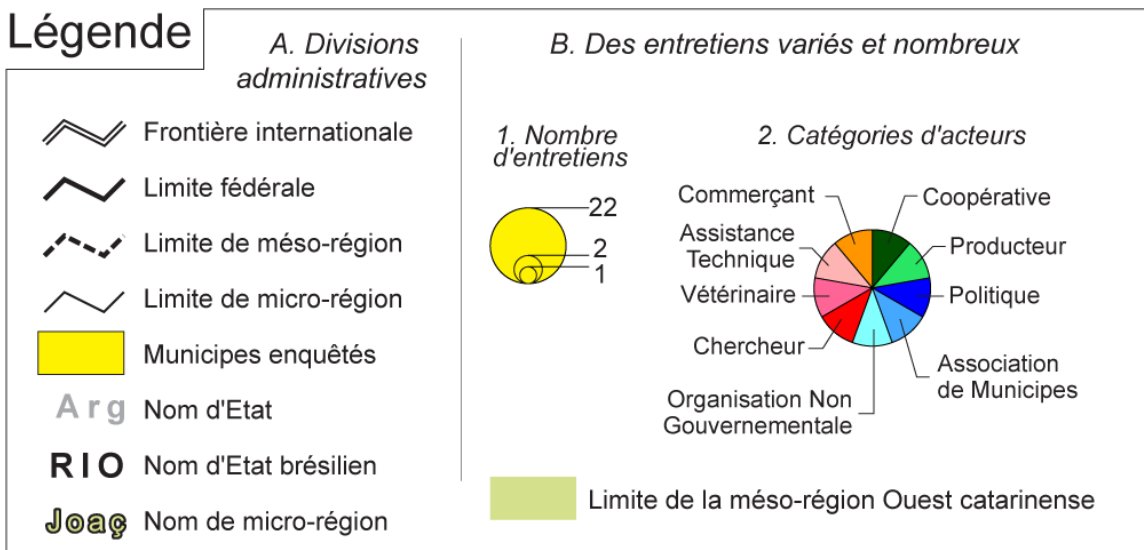 Légende
A. Divisions
administratives
Frontière internationale
Limite fédérale
Limite de méso-région
Limite de micro-région
Municipes enquêtés
Arg Nom d'Etat
RIO Nom d'Etat brésilien
Joaç Nom de micro-région
B. Des entretiens variés et nombreux
1. Nombre
d'entretiens
22
2
1
2. Catégories d'acteurs
Commerçant
Coopérative
Assistance
Technique
Producteur
Vétérinaire
Politique
Chercheur
Association
de Municipes
Organisation Non
Gouvernementale
Limite de la méso-région Ouest catarinense